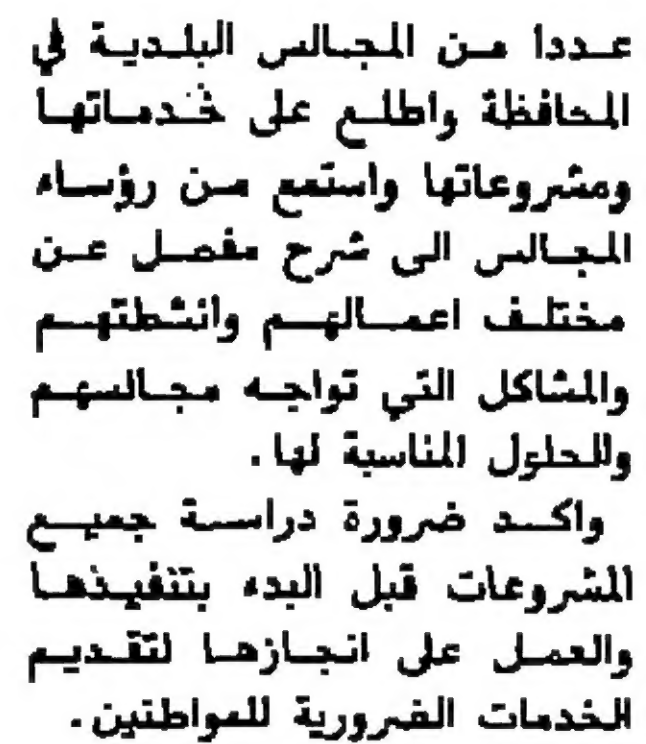 عددا من المجالس البلدية في
المحافظة واطلع على خدماتها
ومشروعاتها واستمع من رؤساء
المجالس الى شرح مفصل عن
مختلف اعمالهم وانشطتهم
والمشاكل التي تواجه مجالسهم
وللحلول المناسبة لها .
واكد ضرورة دراسة جميع
المشروعات قبل البدء بتنفيذها
والعمل على انجازها لتقديم
الخدمات الضرورية للمواطنين .